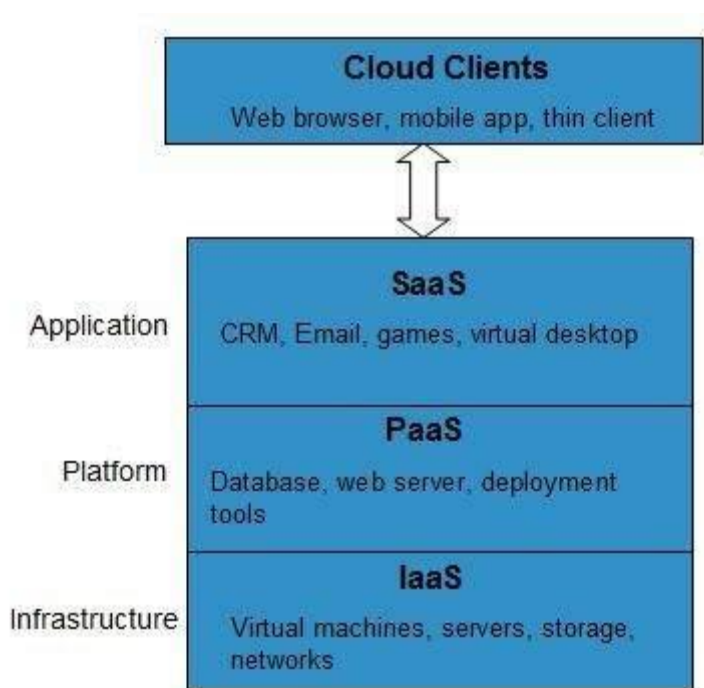 Cloud Clients
Web browser, mobile app, thin client
SaaS
Application
CRM, Email, games, virtual desktop
PaaS
Platform
Database, web server, deployment
tools
IaaS
Infrastructure
Virtual machines, servers, storage,
networks